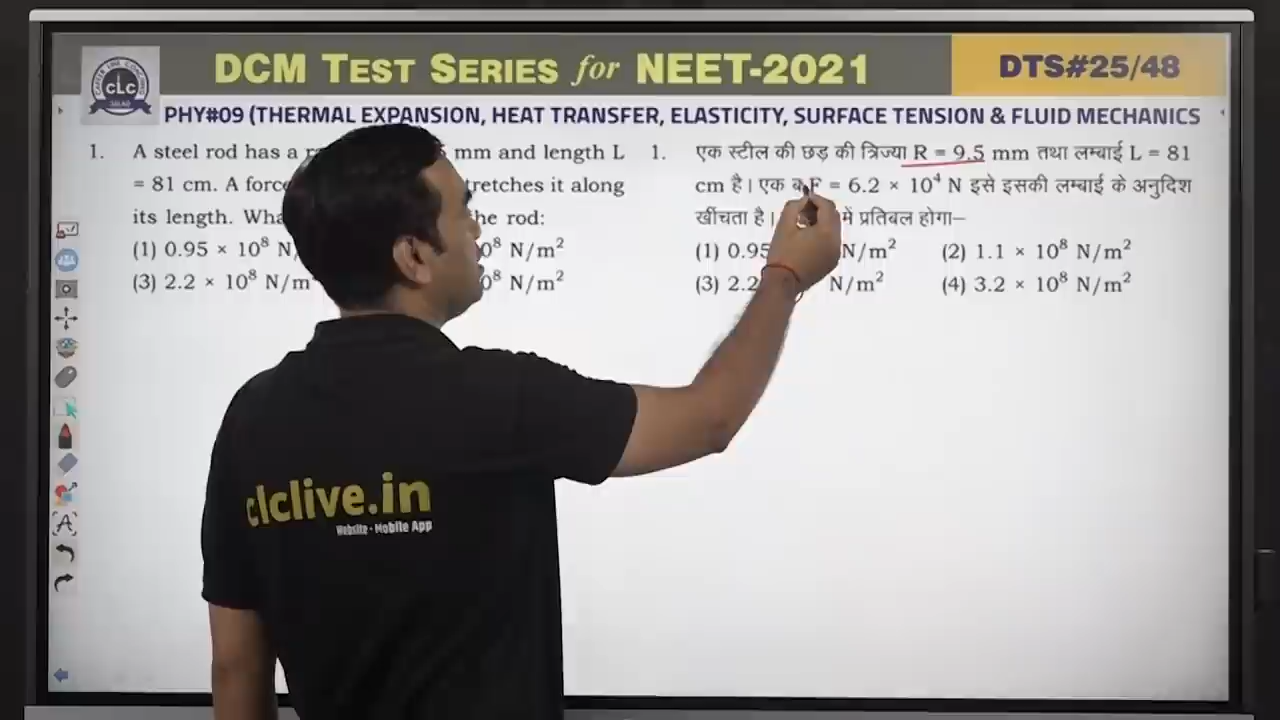 DCM TEST SERIES for NEET-2021
DTS#25/48
CLC
PHY#09 (THERMAL EXPANSION, HEAT TRANSFER, ELASTICITY, SURFACE TENSION & FLUID MECHANICS
1. A steel rod has a mm and length L
= 81 cm. A force stretches it along
its length. What he rod:
(1) 0.95 × 10⁸ N/ 0⁸ N/m²
(3) 2.2 × 10⁸ N/m 0⁸ N/m²
1. एक स्टील की छड़ की त्रिज्या R = 9.5 mm तथा लम्बाई L = 81
cm है। एक F = 6.2 × 10⁴ N इसे इसकी लम्बाई के अनुदिश
खींचता है। में प्रतिबल होगा–
(1) 0.95 N/m² (2) 1.1 × 10⁸ N/m²
(3) 2.2 N/m² (4) 3.2 × 10⁸ N/m²
clclive.in
Website - Mobile App